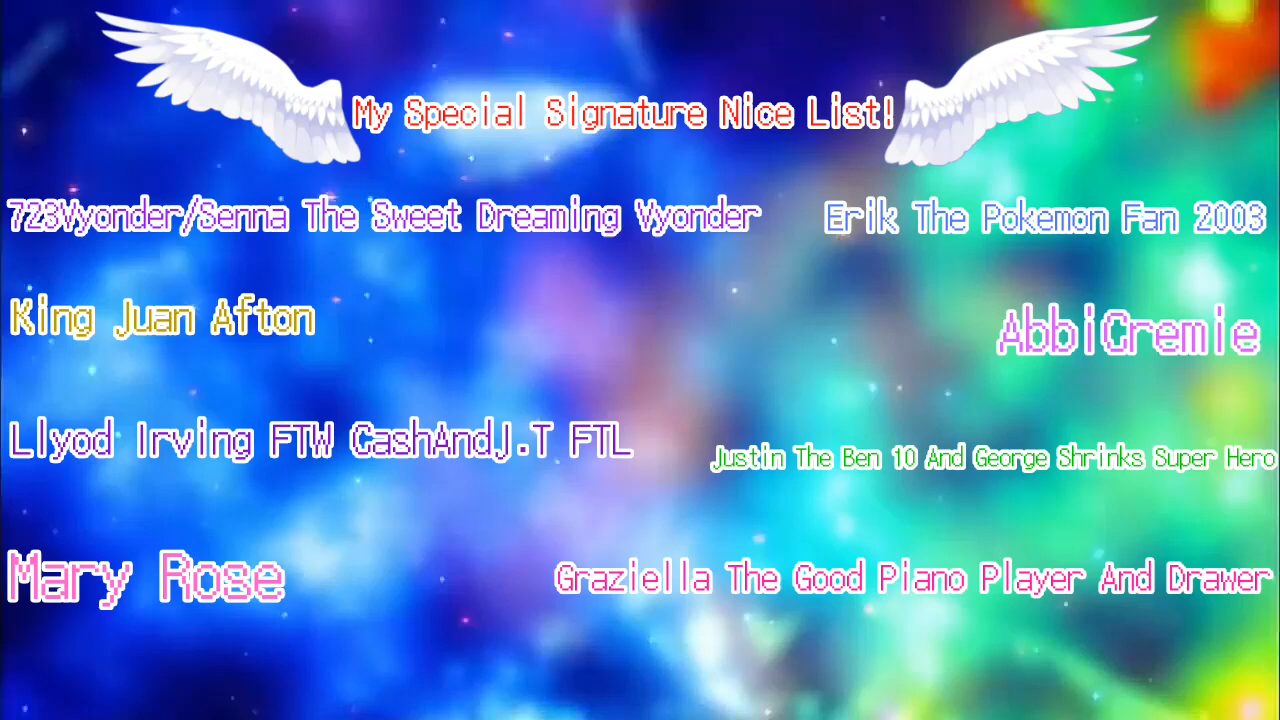 My Special Signature Nice List!
723Vyonder/Senna The Sweet Dreaming Vyonder
Erik The Pokemon Fan 2003
King Juan Afton
AbbiCremie
Llyod Irving FTW CashAndJ.T FTL
Justin The Ben 10 And George Shrinks Super Hero
Mary Rose
Graziella The Good Piano Player And Drawer